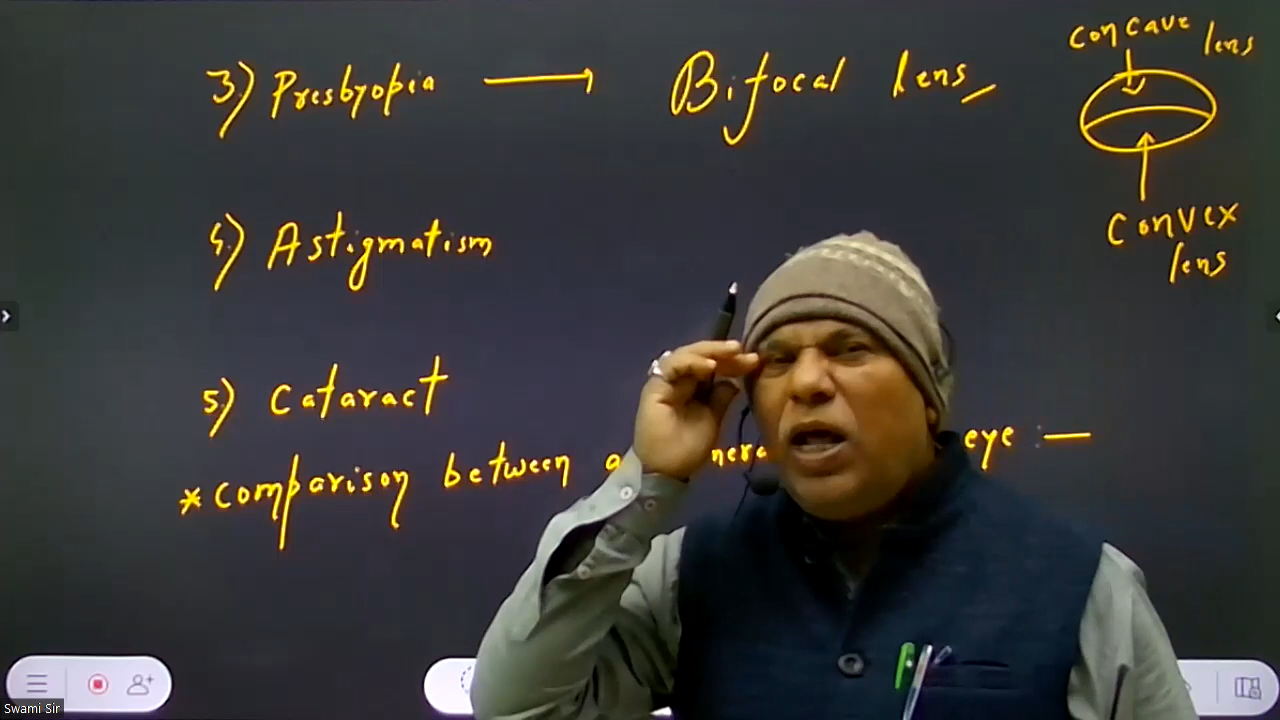 concave lens
3) Presbyopia → Bifocal lens
convex lens
4) Astigmatism
5) Cataract
* Comparison between a eye :—
Swami Sir